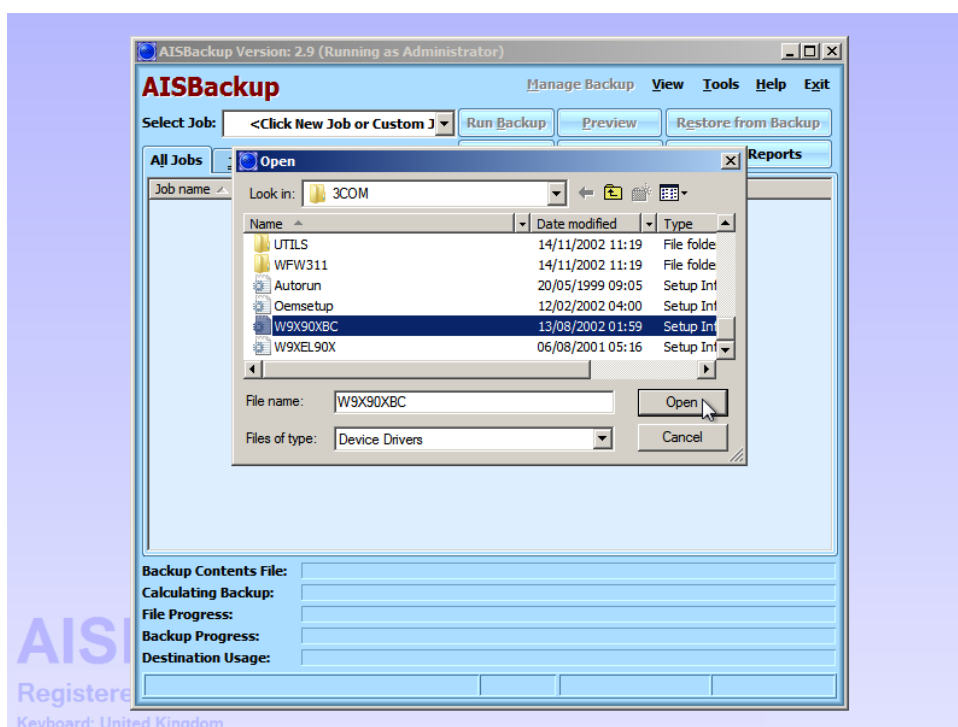 AISBackup Version: 2.9 (Running as Administrator)
AISBackup
Manage Backup View Tools Help Exit
Select Job: <Click New Job or Custom J Run Backup Preview Restore from Backup
All Jobs Reports
Job name
Open
Look in: 3COM
Name Date modified Type
UTILS 14/11/2002 11:19 File folde
WFW311 14/11/2002 11:19 File folde
Autorun 20/05/1999 09:05 Setup Inf
Oemsetup 12/02/2002 04:00 Setup Inf
W9X90XBC 13/08/2002 01:59 Setup Inf
W9XEL90X 06/08/2001 05:16 Setup Inf
File name: W9X90XBC Open
Files of type: Device Drivers Cancel
Backup Contents File:
Calculating Backup:
File Progress:
Backup Progress:
Destination Usage:
AISI
Registere
Keyboard: United Kingdom